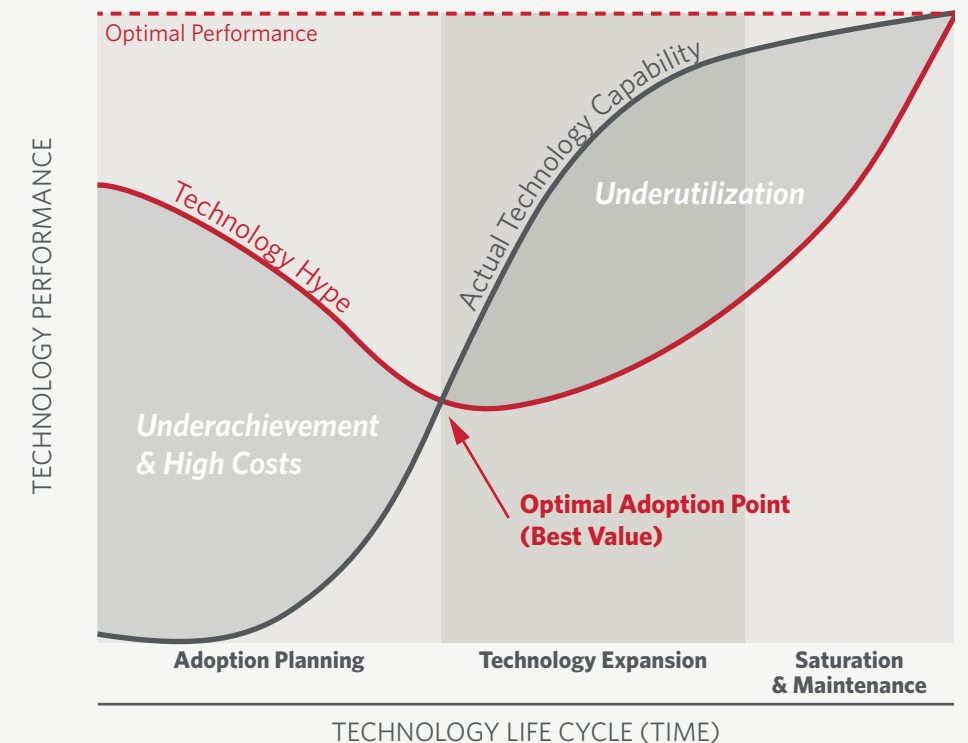 Optimal Performance
TECHNOLOGY PERFORMANCE
Technology Hype
Actual Technology Capability
Underutilization
Underachievement
& High Costs
Optimal Adoption Point
(Best Value)
Adoption Planning
Technology Expansion
Saturation
& Maintenance
TECHNOLOGY LIFE CYCLE (TIME)